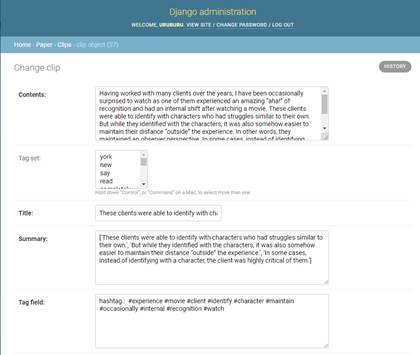 Django administration
WELCOME, URUBURU. VIEW SITE / CHANGE PASSWORD / LOG OUT
Home › Paper › Clips › clip object (37)
Change clip
HISTORY
Contents:
Having worked with many clients over the years, I have been occasionally
surprised to watch as one of them experienced an amazing "aha!" of
recognition and had an internal shift after watching a movie. These clients
were able to identify with characters who had struggles similar to their own.
But while they identified with the characters, it was also somehow easier to
maintain their distance "outside" the experience. In other words, they
maintained an observer perspective. In some cases, instead of identifying
Tag set:
york
new
say
read
completely
Hold down "Control", or "Command" on a Mac, to select more than one.
Title:
These clients were able to identify with ch
Summary:
['These clients were able to identify with characters who had struggles similar to
their own.', 'But while they identified with the characters, it was also somehow
easier to maintain their distance "outside" the experience.', 'In some cases,
instead of identifying with a character, the client was highly critical of them.']
Tag field:
hashtag : #experience #movie #client #identify #character #maintain
#occasionally #internal #recognition #watch